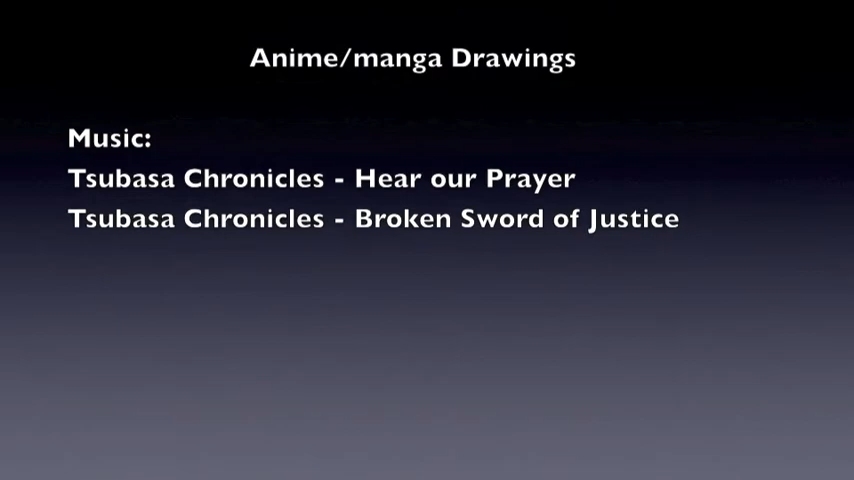 Anime/manga Drawings
Music:
Tsubasa Chronicles - Hear our Prayer
Tsubasa Chronicles - Broken Sword of Justice